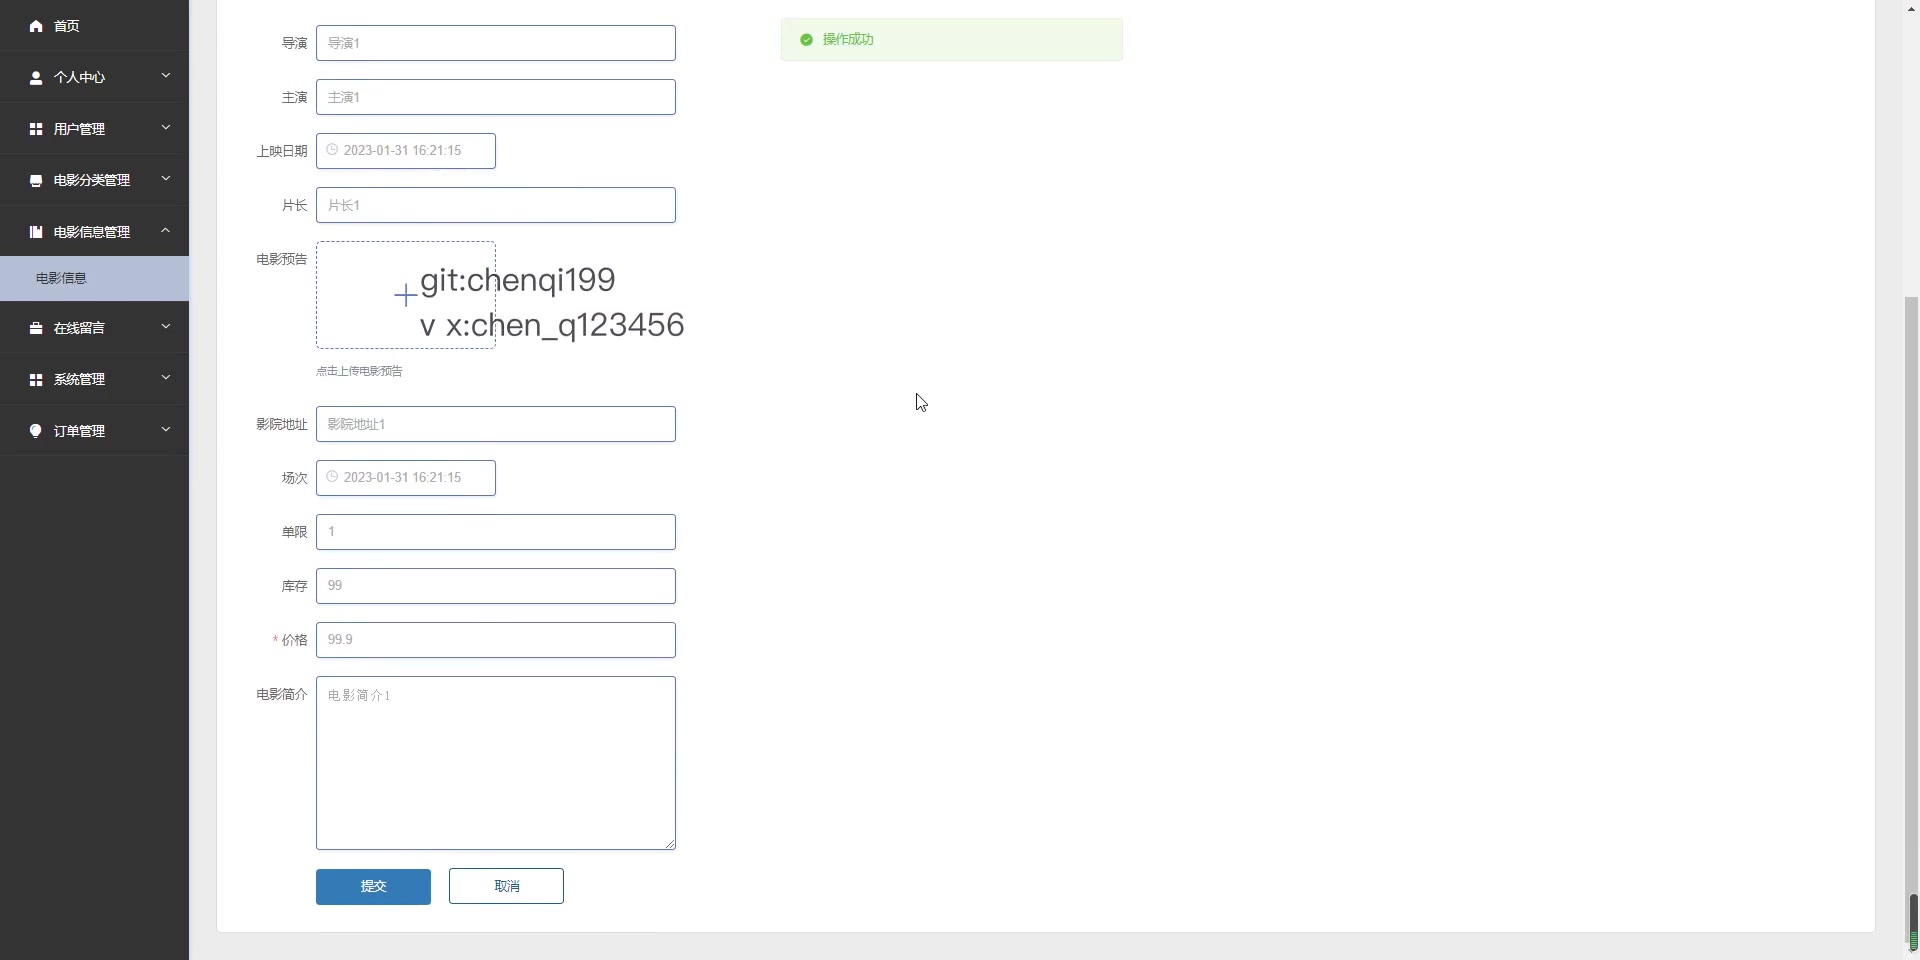 首页
个人中心
用户管理
电影分类管理
电影信息管理
电影信息
在线留言
系统管理
订单管理
操作成功
导演 导演1
主演 主演1
上映日期 2023-01-31 16:21:15
片长 片长1
电影预告
git:chenqi199
v x:chen_q123456
点击上传电影预告
影院地址 影院地址1
场次 2023-01-31 16:21:15
单限 1
库存 99
* 价格 99.9
电影简介 电影简介1
提交 取消